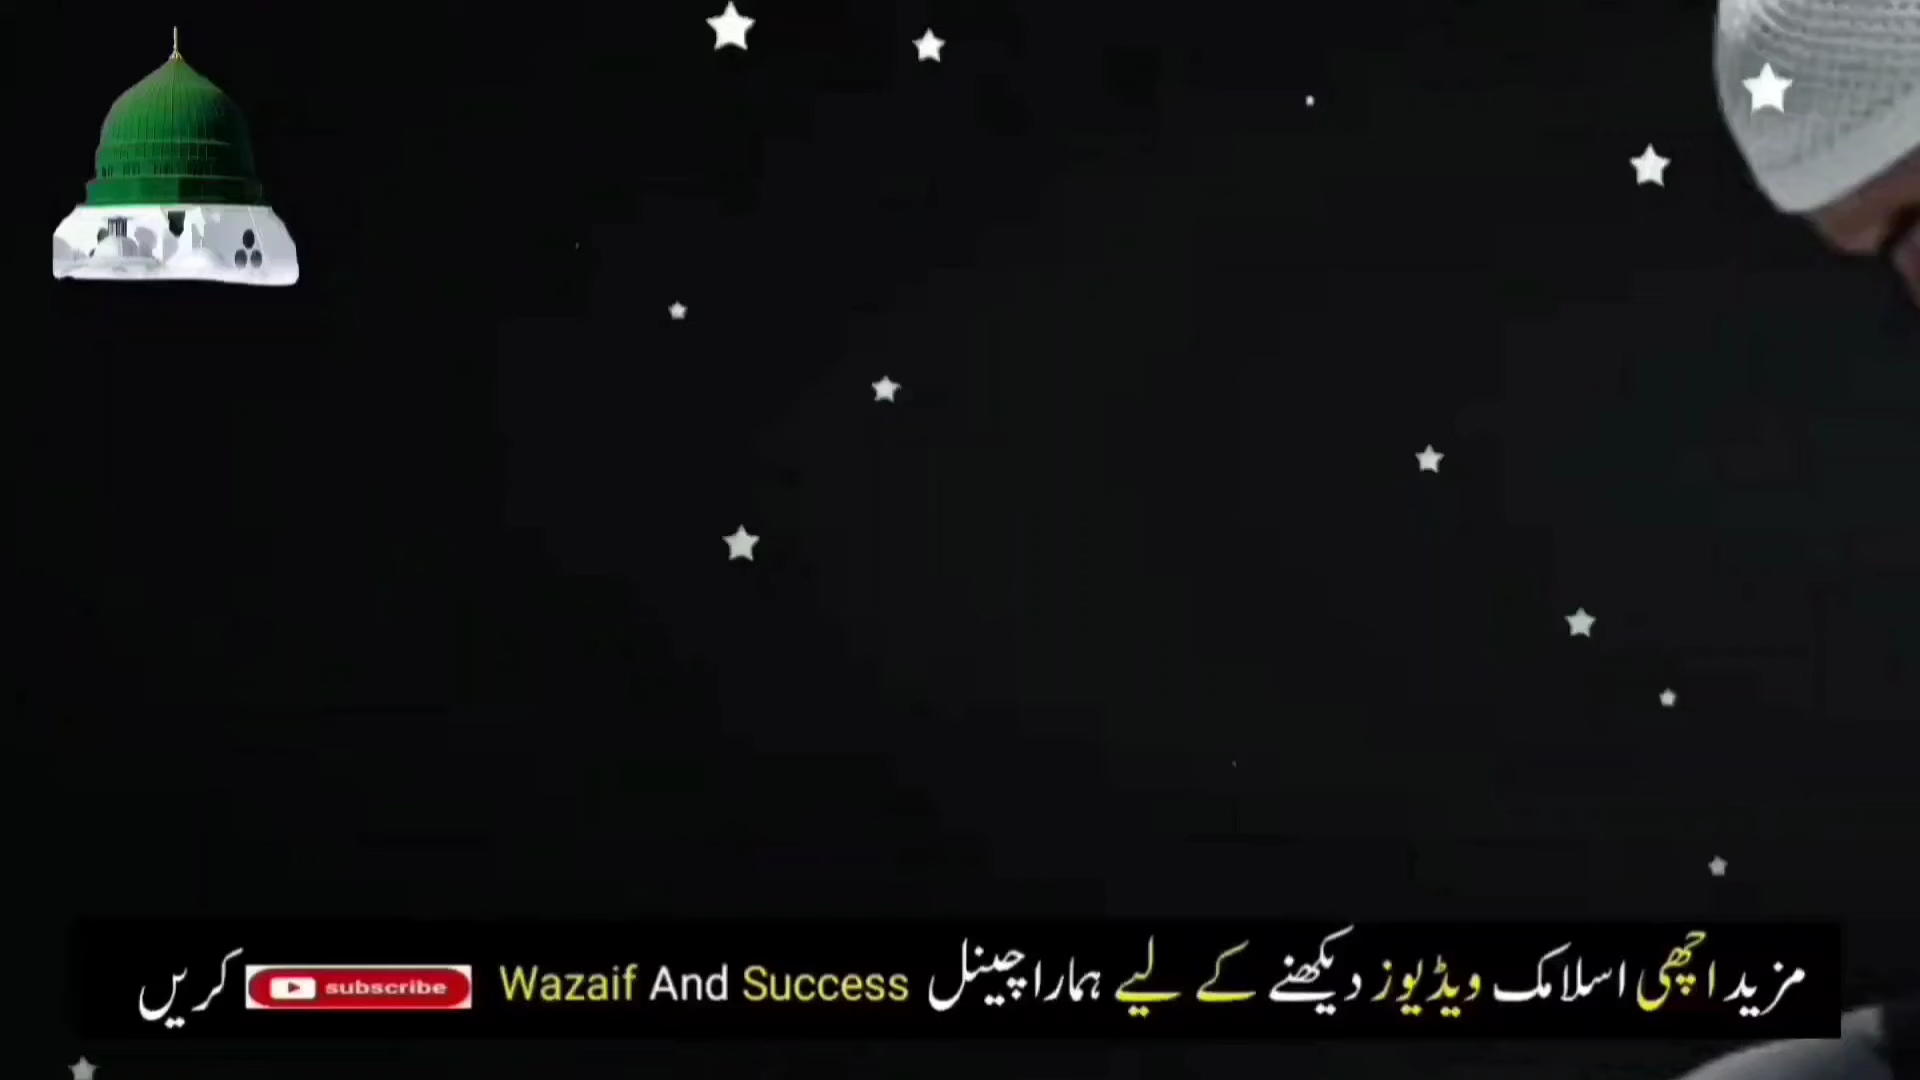 مزید اچھی اسلامک ویڈیوز دیکھنے کے لیے ہمارا چینل Wazaif And Success subscribe کریں